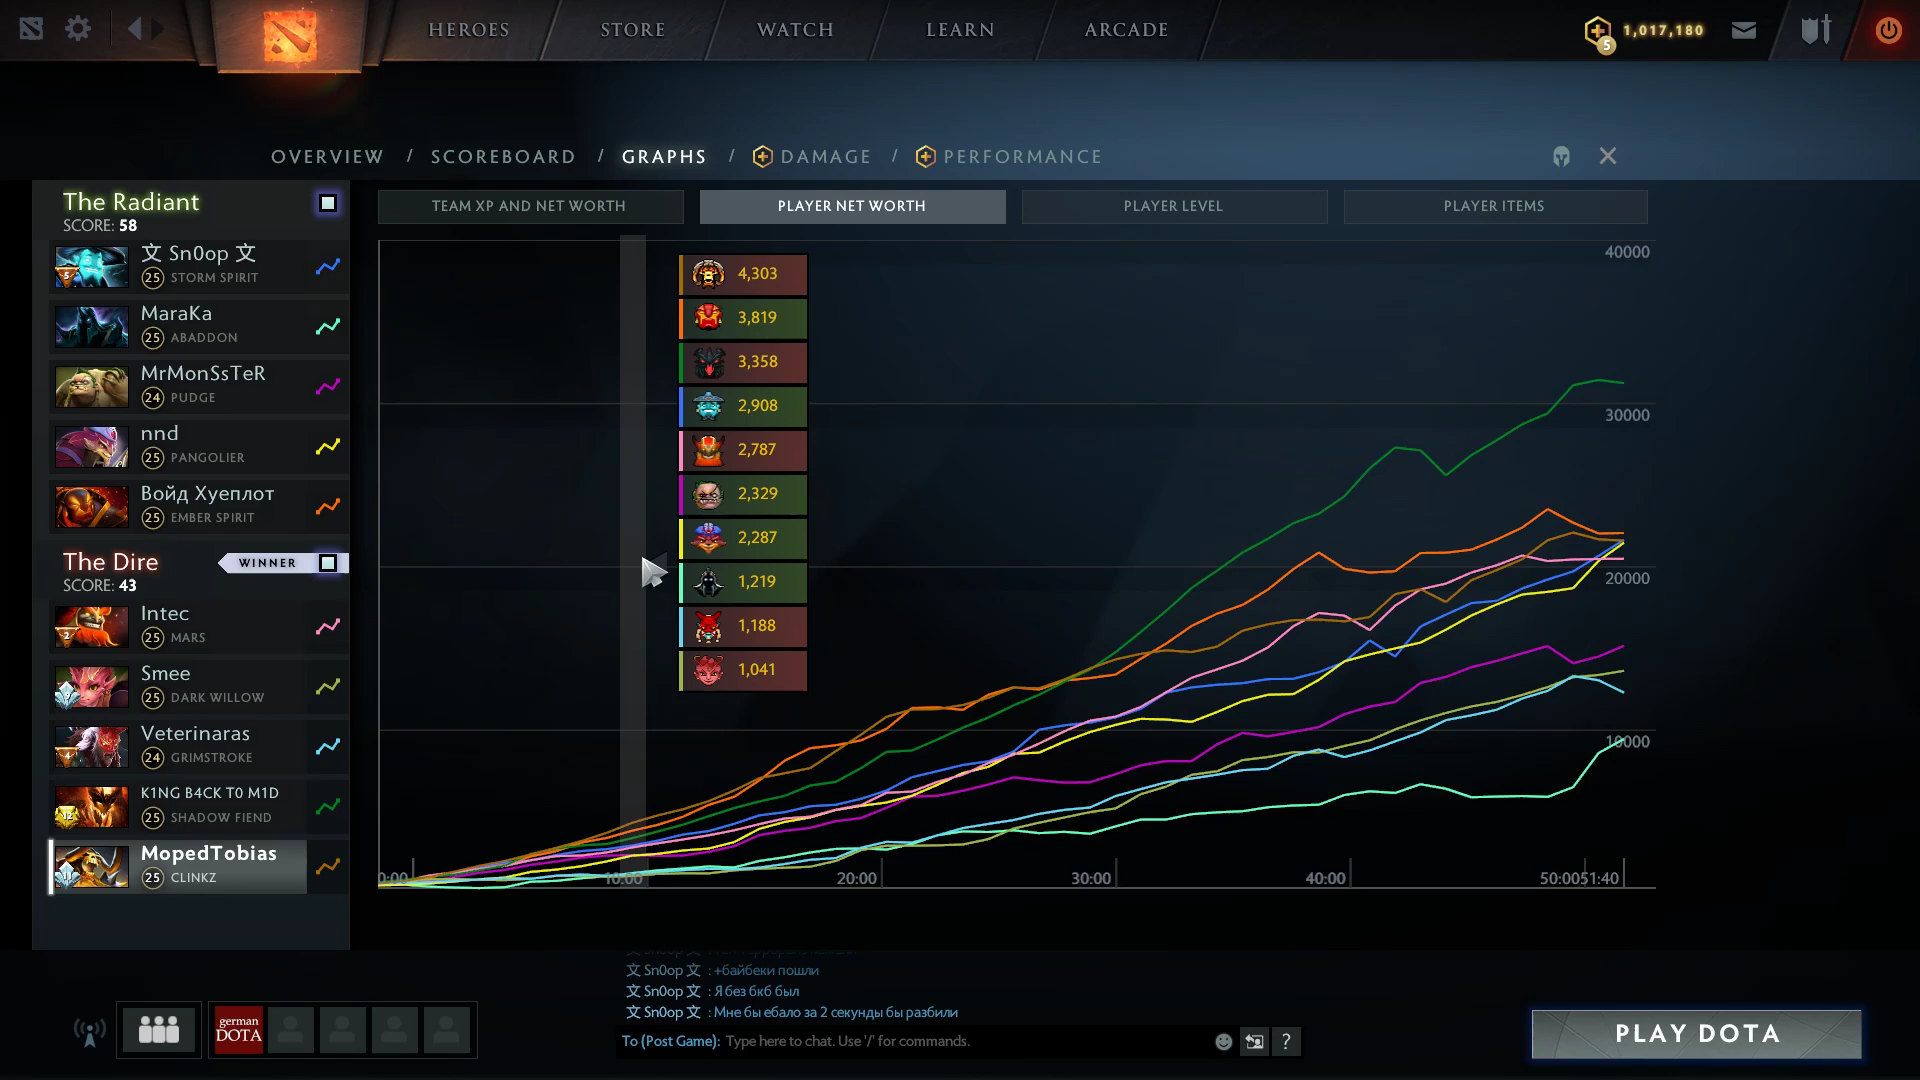 HEROES
STORE
WATCH
LEARN
ARCADE
5
1,017,180
OVERVIEW / SCOREBOARD / GRAPHS / DAMAGE / PERFORMANCE
The Radiant
SCORE: 58
5
文 Sn0op 文
25 STORM SPIRIT
MaraKa
25 ABADDON
MrMonSsTeR
24 PUDGE
nnd
25 PANGOLIER
Войд Хуеплот
25 EMBER SPIRIT
The Dire
WINNER
SCORE: 43
2
Intec
25 MARS
9
Smee
25 DARK WILLOW
4
Veterinaras
24 GRIMSTROKE
12
K1NG B4CK T0 M1D
25 SHADOW FIEND
11
MopedTobias
25 CLINKZ
TEAM XP AND NET WORTH
PLAYER NET WORTH
PLAYER LEVEL
PLAYER ITEMS
4,303
3,819
3,358
2,908
2,787
2,329
2,287
1,219
1,188
1,041
40000
30000
20000
10000
0:00
10:00
20:00
30:00
40:00
50:00
51:40
文 Sn0op 文 : +байбеки пошли
文 Sn0op 文 : Я без бкб был
文 Sn0op 文 : Мне бы ебало за 2 секунды бы разбили
To (Post Game): Type here to chat. Use '/' for commands.
?
german
DOTA
PLAY DOTA